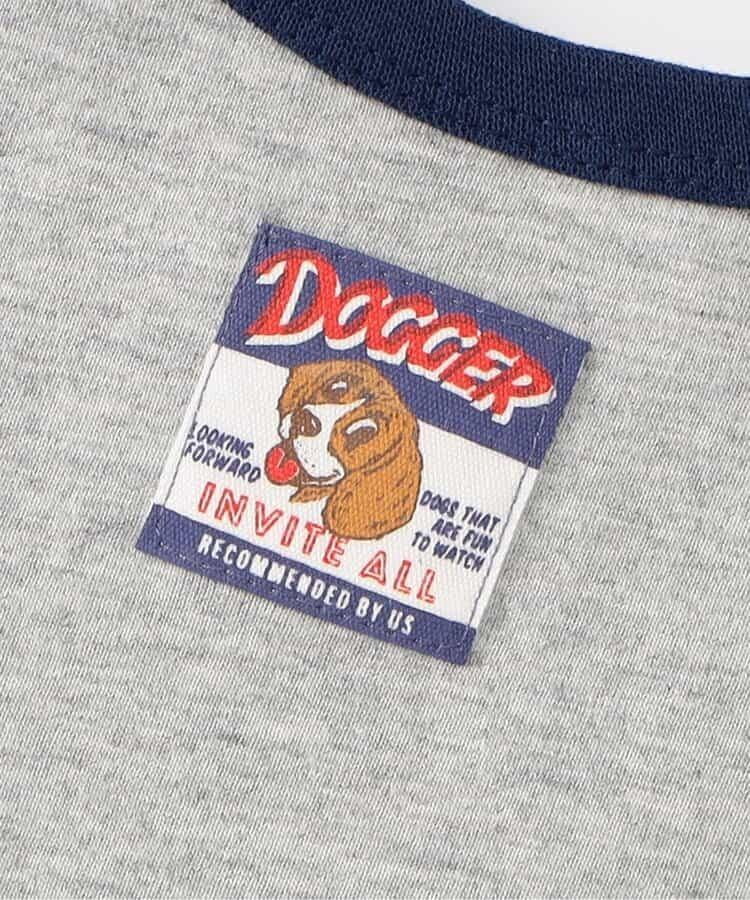 DOGGER
LOOKING
FORWARD
DOGS THAT
ARE FUN
TO WATCH
INVITE ALL
RECOMMENDED BY US